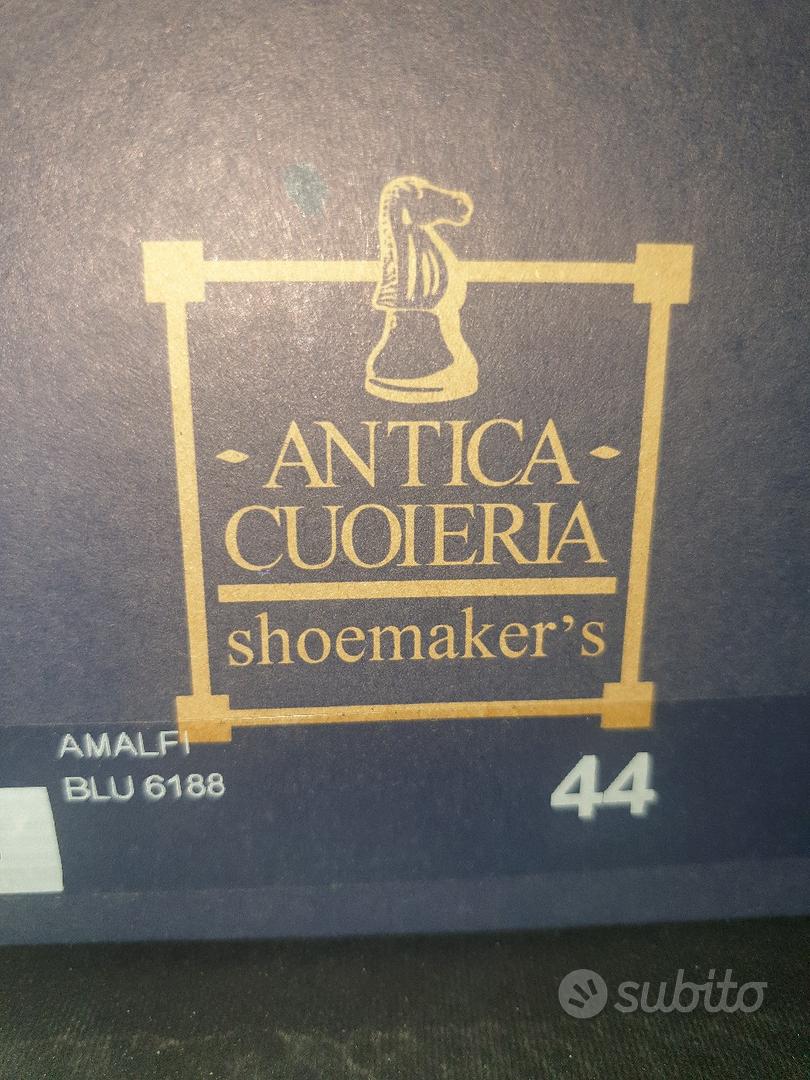 - ANTICA -
CUOIERIA
shoemaker's
AMALFI
BLU 6188
44
subito